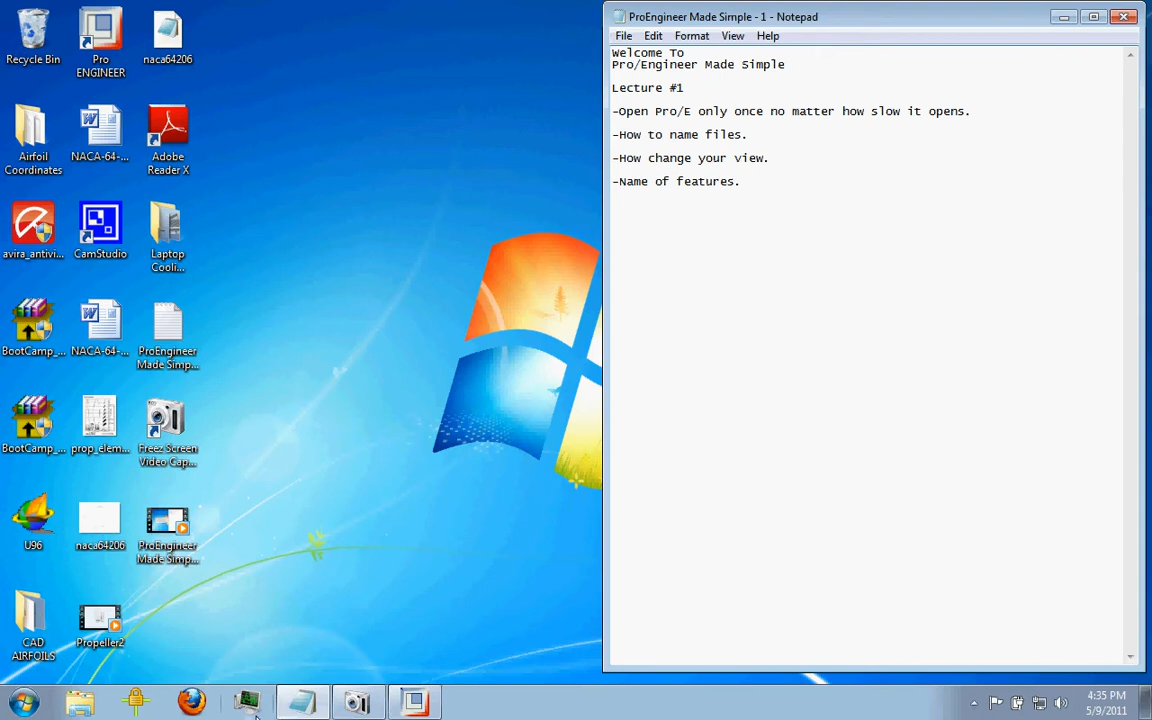 ProEngineer Made Simple - 1 - Notepad
File Edit Format View Help
Welcome To
Pro/Engineer Made Simple
Lecture #1
-Open Pro/E only once no matter how slow it opens.
-How to name files.
-How change your view.
-Name of features.
Recycle Bin
Pro
ENGINEER
naca64206
Airfoil
Coordinates
NACA-64-...
Adobe
Reader X
avira_antivi...
CamStudio
Laptop
Cooli...
BootCamp_...
NACA-64-...
ProEngineer
Made Simp...
BootCamp_...
prop_elem...
Freez Screen
Video Cap...
U96
naca64206
ProEngineer
Made Simp...
CAD
AIRFOILS
Propeller2
4:35 PM
5/9/2011